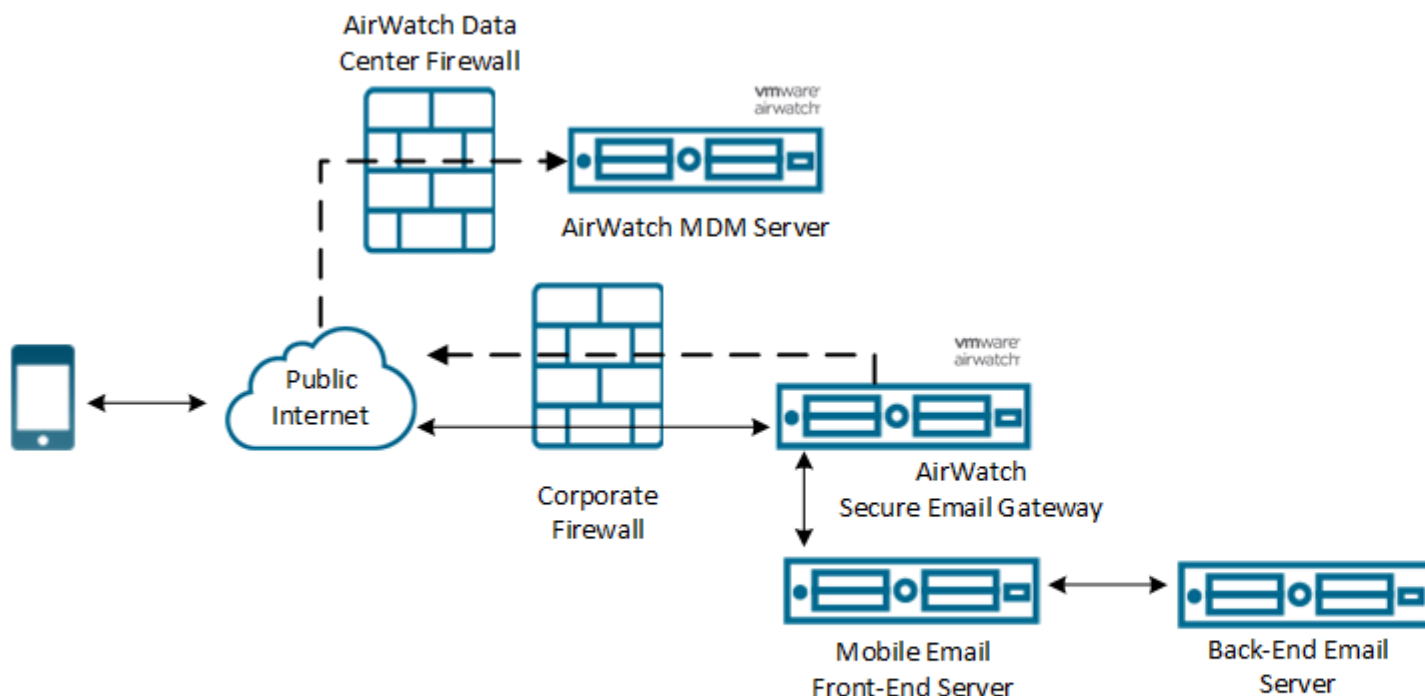 AirWatch Data
Center Firewall
vmware
airwatch
AirWatch MDM Server
Public
Internet
Corporate
Firewall
vmware
airwatch
AirWatch
Secure Email Gateway
Mobile Email
Front-End Server
Back-End Email
Server